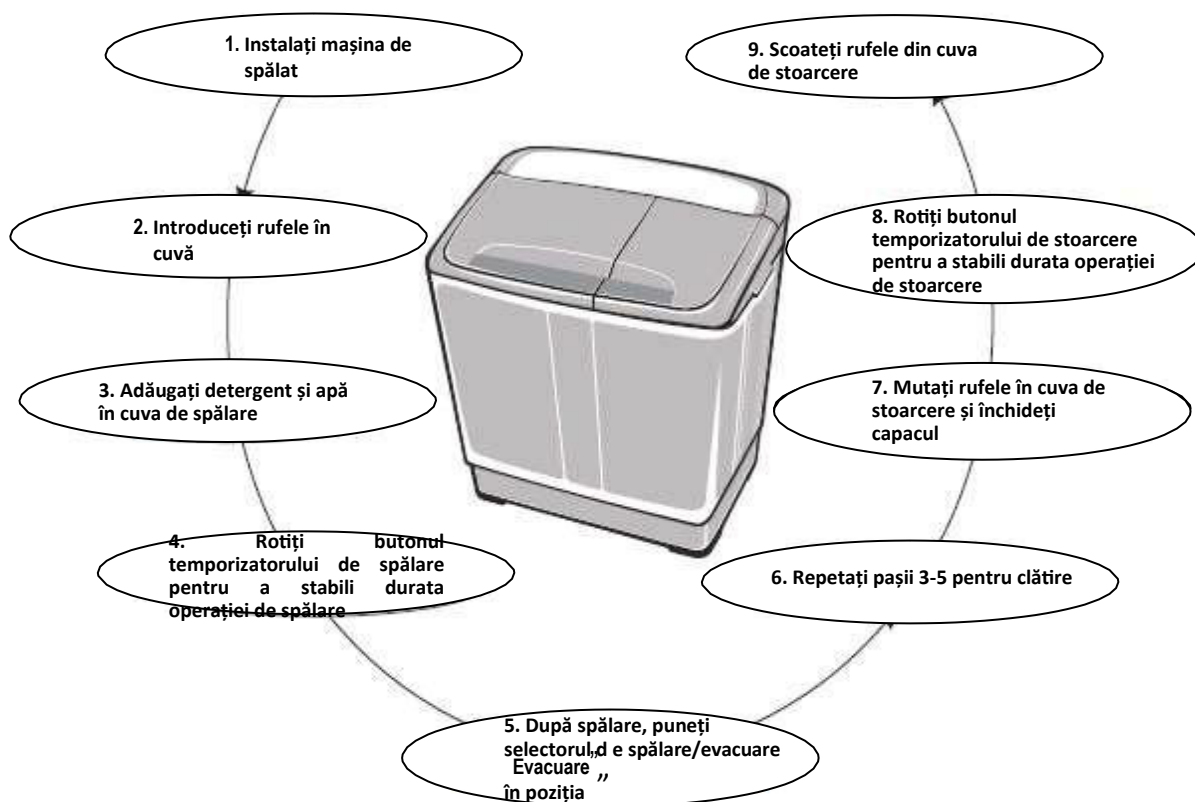 1. Instalați mașina de
spălat
2. Introduceți rufele în
cuvă
3. Adăugați detergent și apă
în cuva de spălare
4. Rotiți butonul
temporizatorului de spălare
pentru a stabili durata
operației de spălare
5. După spălare, puneți
selectorul,d e spălare/evacuare
Evacuare ” „
în poziția
6. Repetați pașii 3-5 pentru clătire
7. Mutați rufele în cuva de
stoarcere și închideți
capacul
8. Rotiți butonul
temporizatorului de stoarcere
pentru a stabili durata operației
de stoarcere
9. Scoateți rufele din cuva
de stoarcere